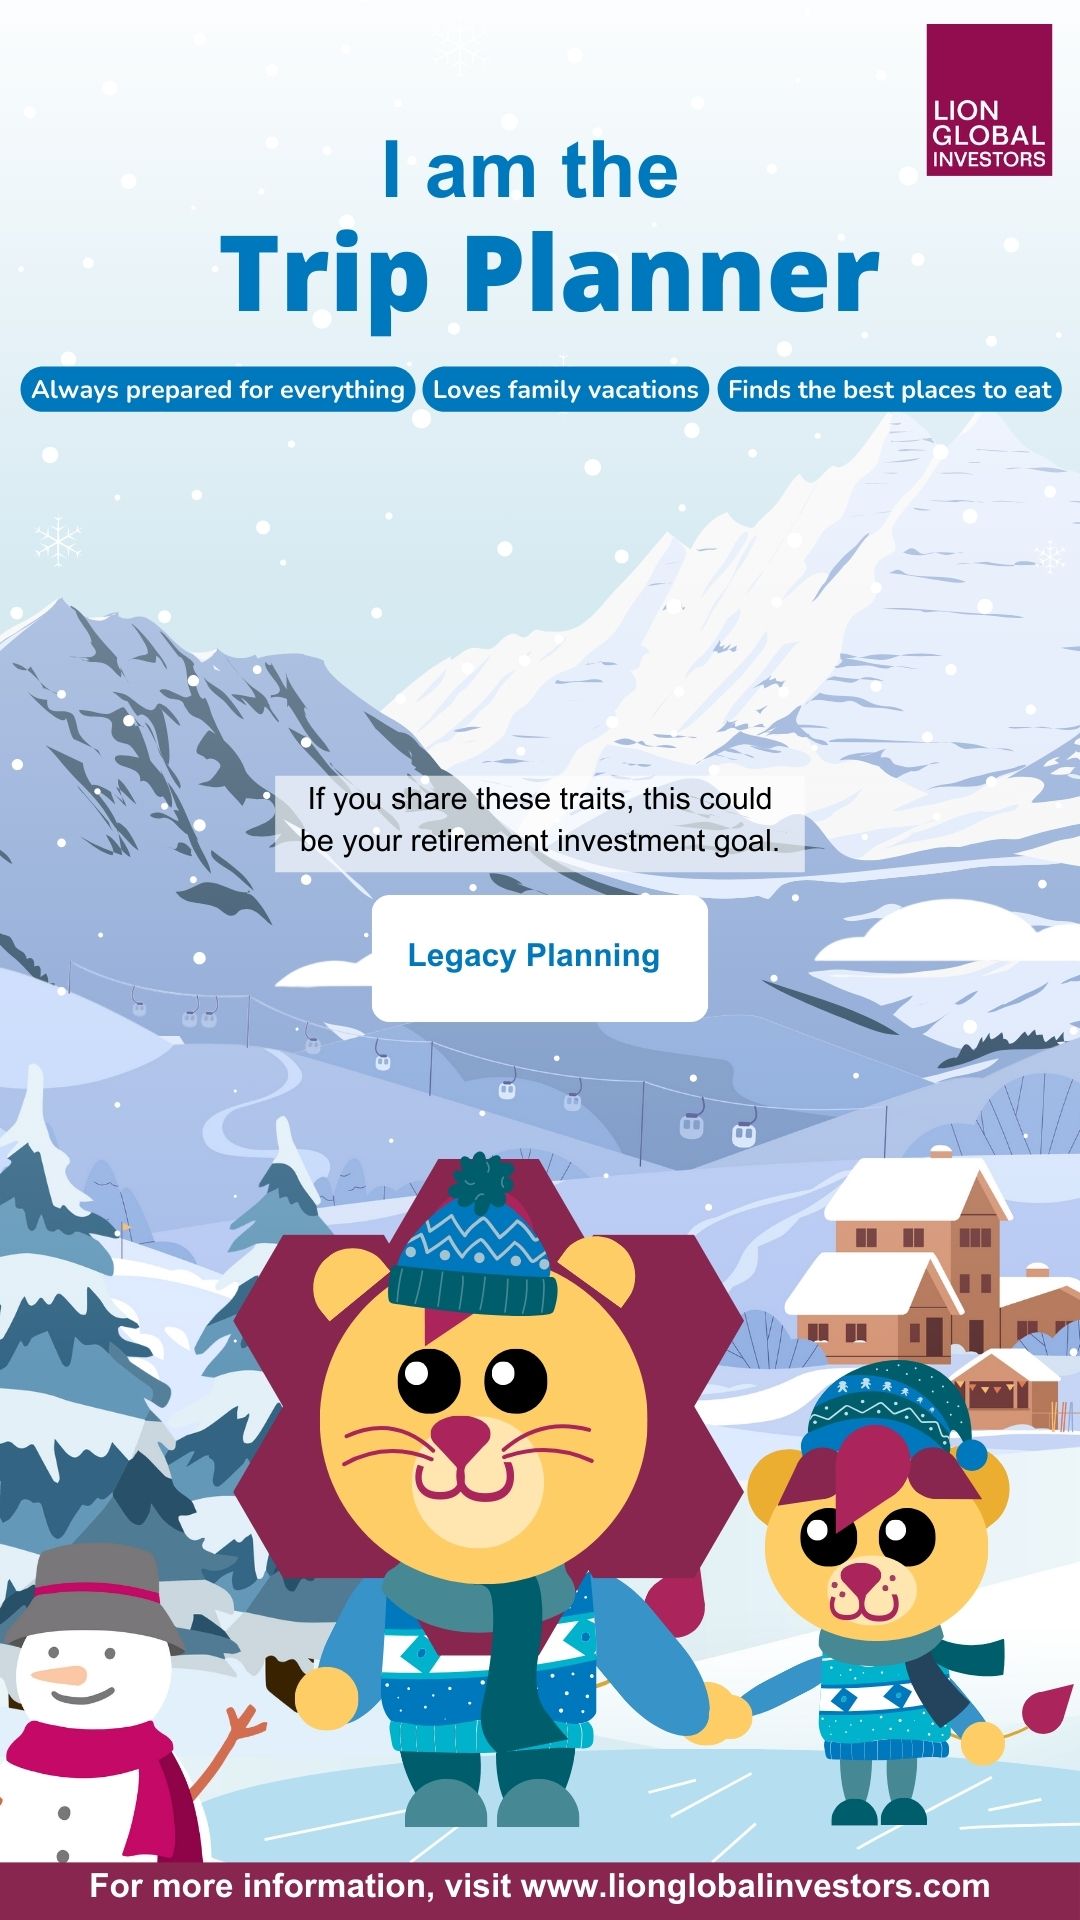 LION
GLOBAL
INVESTORS
I am the
Trip Planner
Always prepared for everything
Loves family vacations
Finds the best places to eat
If you share these traits, this could
be your retirement investment goal.
Legacy Planning
For more information, visit www.lionglobalinvestors.com